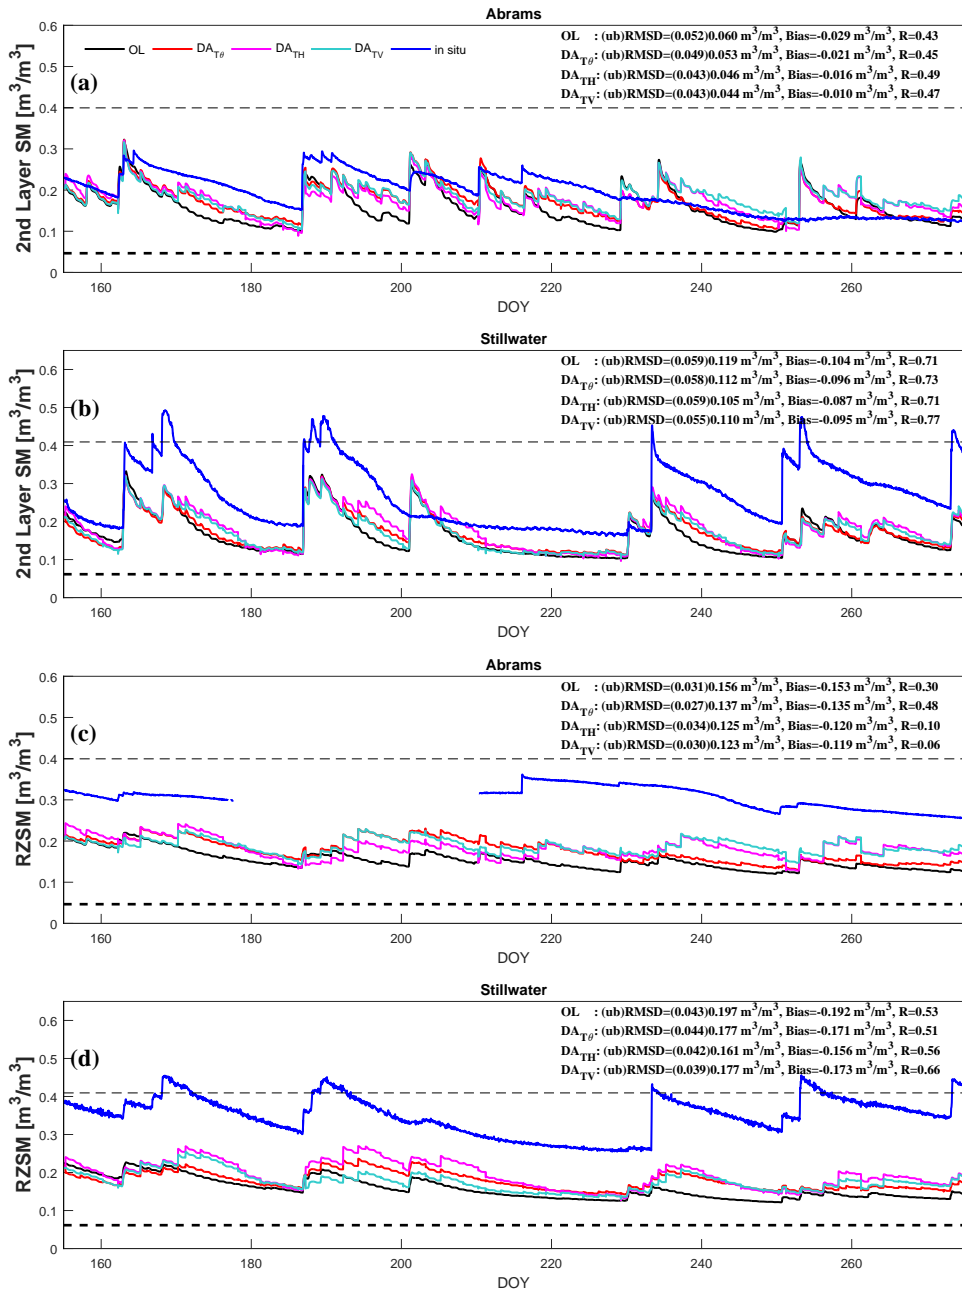 Abrams
OL DA_Tθ DA_TH DA_TV in situ
OL : (ub)RMSD=(0.052)0.060 m³/m³, Bias=-0.029 m³/m³, R=0.43
DA_Tθ: (ub)RMSD=(0.049)0.053 m³/m³, Bias=-0.021 m³/m³, R=0.45
DA_TH: (ub)RMSD=(0.043)0.046 m³/m³, Bias=-0.016 m³/m³, R=0.49
DA_TV: (ub)RMSD=(0.043)0.044 m³/m³, Bias=-0.010 m³/m³, R=0.47
(a)
2nd Layer SM [m³/m³]
0.6
0.5
0.4
0.3
0.2
0.1
0
160 180 200 220 240 260
DOY
Stillwater
OL : (ub)RMSD=(0.059)0.119 m³/m³, Bias=-0.104 m³/m³, R=0.71
DA_Tθ: (ub)RMSD=(0.058)0.112 m³/m³, Bias=-0.096 m³/m³, R=0.73
DA_TH: (ub)RMSD=(0.059)0.105 m³/m³, Bias=-0.087 m³/m³, R=0.71
DA_TV: (ub)RMSD=(0.055)0.110 m³/m³, Bias=-0.095 m³/m³, R=0.77
(b)
2nd Layer SM [m³/m³]
0.6
0.5
0.4
0.3
0.2
0.1
0
160 180 200 220 240 260
DOY
Abrams
OL : (ub)RMSD=(0.031)0.156 m³/m³, Bias=-0.153 m³/m³, R=0.30
DA_Tθ: (ub)RMSD=(0.027)0.137 m³/m³, Bias=-0.135 m³/m³, R=0.48
DA_TH: (ub)RMSD=(0.034)0.125 m³/m³, Bias=-0.120 m³/m³, R=0.10
DA_TV: (ub)RMSD=(0.030)0.123 m³/m³, Bias=-0.119 m³/m³, R=0.06
(c)
RZSM [m³/m³]
0.6
0.5
0.4
0.3
0.2
0.1
0
160 180 200 220 240 260
DOY
Stillwater
OL : (ub)RMSD=(0.043)0.197 m³/m³, Bias=-0.192 m³/m³, R=0.53
DA_Tθ: (ub)RMSD=(0.044)0.177 m³/m³, Bias=-0.171 m³/m³, R=0.51
DA_TH: (ub)RMSD=(0.042)0.161 m³/m³, Bias=-0.156 m³/m³, R=0.56
DA_TV: (ub)RMSD=(0.039)0.177 m³/m³, Bias=-0.173 m³/m³, R=0.66
(d)
RZSM [m³/m³]
0.6
0.5
0.4
0.3
0.2
0.1
0
160 180 200 220 240 260
DOY